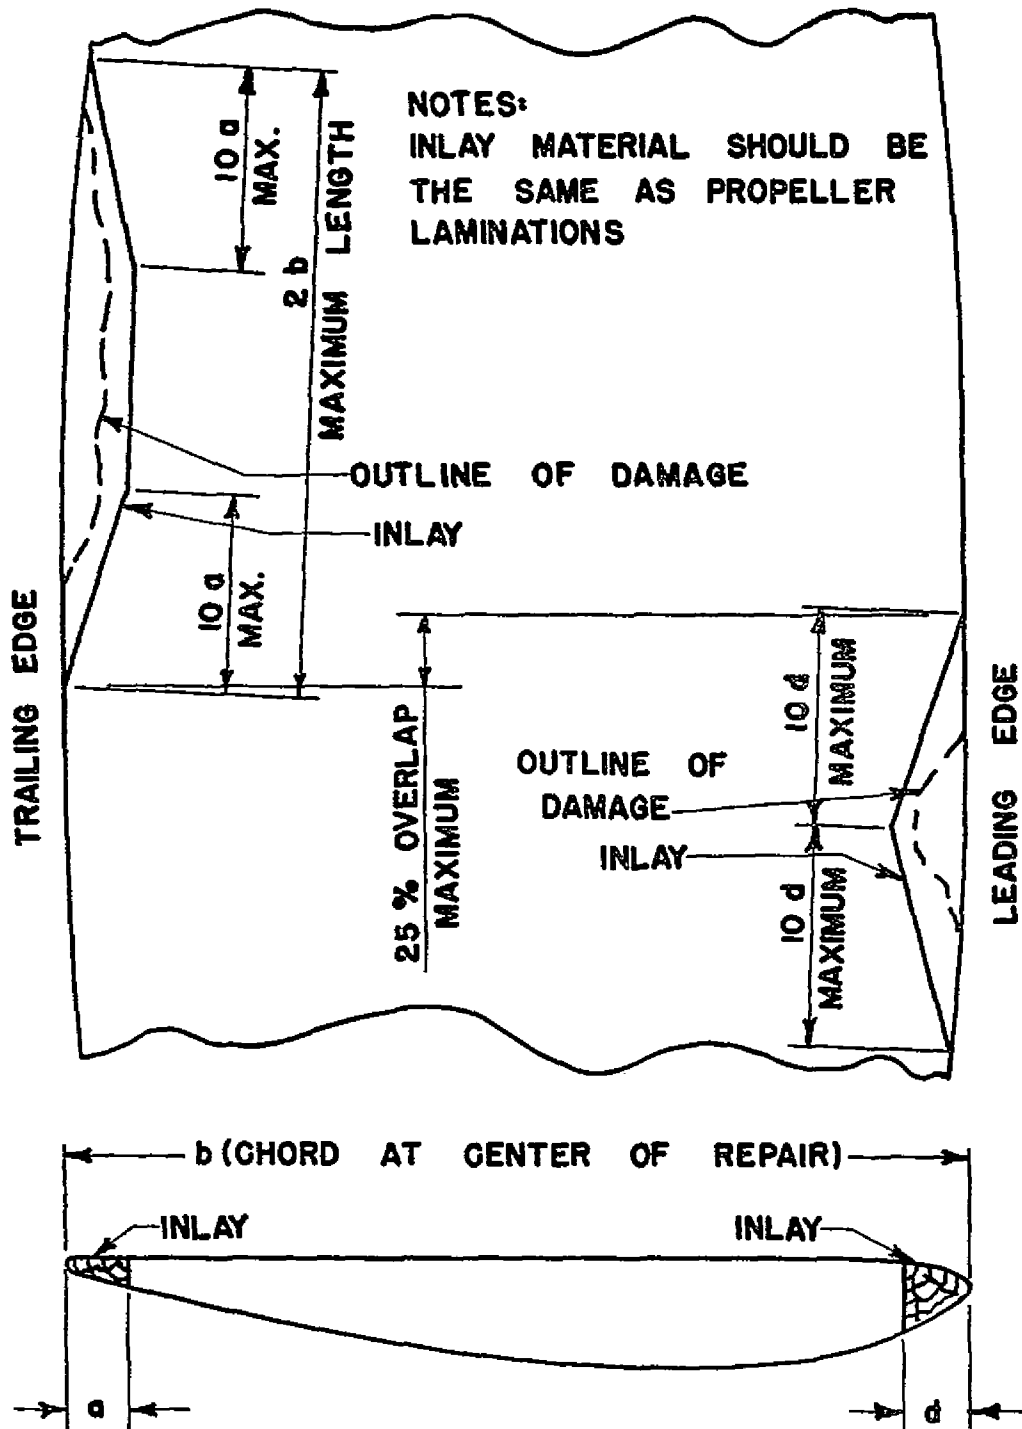 NOTES:
INLAY MATERIAL SHOULD BE
THE SAME AS PROPELLER
LAMINATIONS
10 a
MAX.
2 b
MAXIMUM LENGTH
OUTLINE OF DAMAGE
INLAY
10 a
MAX.
TRAILING EDGE
25 % OVERLAP
MAXIMUM
10 d
MAXIMUM
OUTLINE OF
DAMAGE
INLAY
10 d
MAXIMUM
LEADING EDGE
b (CHORD AT CENTER OF REPAIR)
INLAY
INLAY
a
d